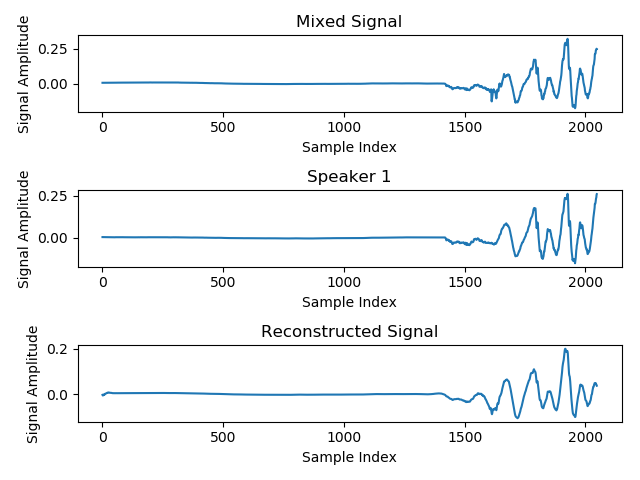 Mixed Signal
Signal Amplitude
0.25
0.00
0 500 1000 1500 2000
Sample Index
Speaker 1
Signal Amplitude
0.25
0.00
0 500 1000 1500 2000
Sample Index
Reconstructed Signal
Signal Amplitude
0.2
0.0
0 500 1000 1500 2000
Sample Index